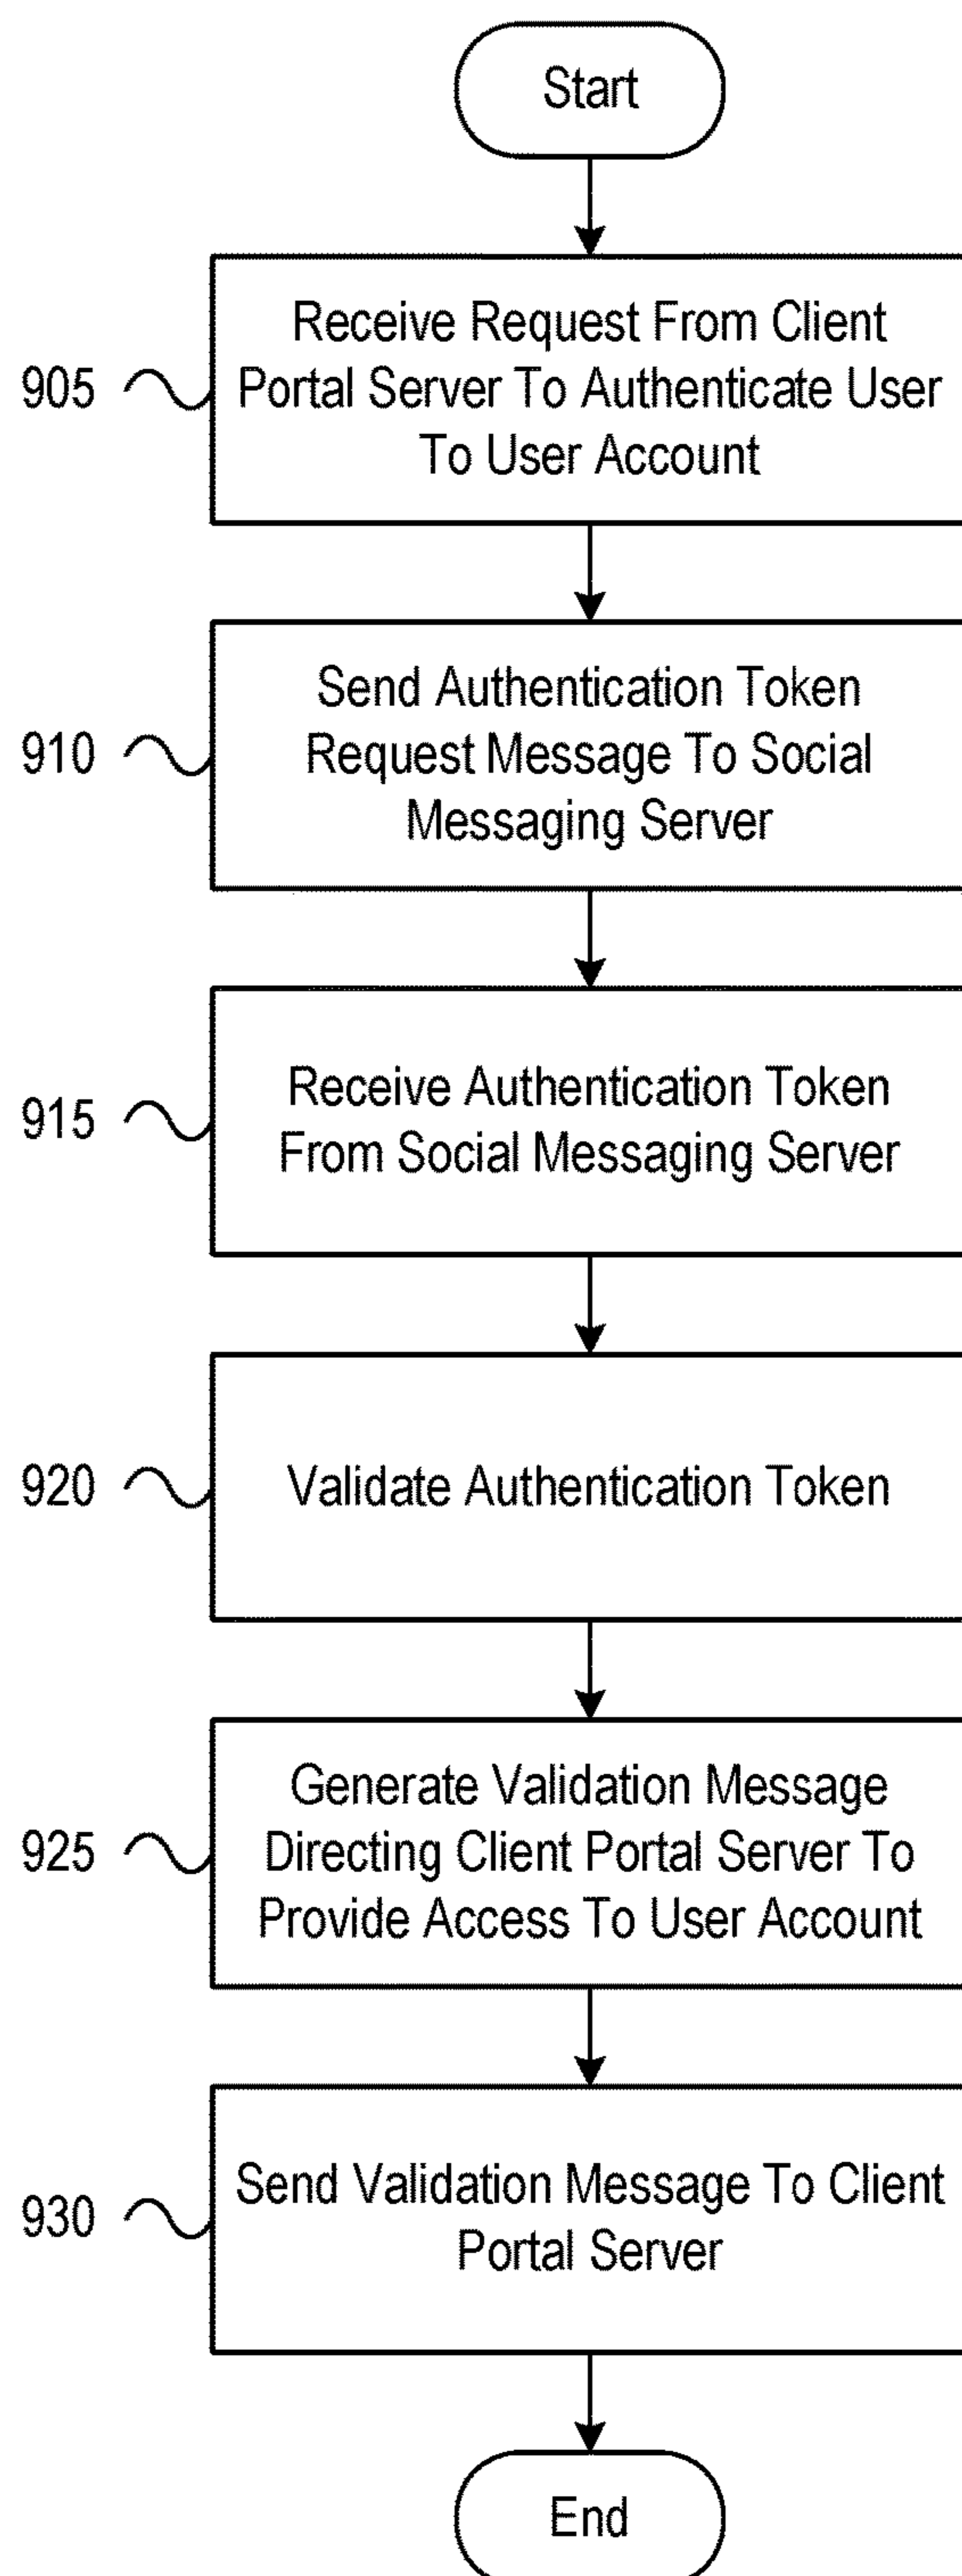 Start
905
Receive Request From Client
Portal Server To Authenticate User
To User Account
910
Send Authentication Token
Request Message To Social
Messaging Server
915
Receive Authentication Token
From Social Messaging Server
920
Validate Authentication Token
925
Generate Validation Message
Directing Client Portal Server To
Provide Access To User Account
930
Send Validation Message To Client
Portal Server
End